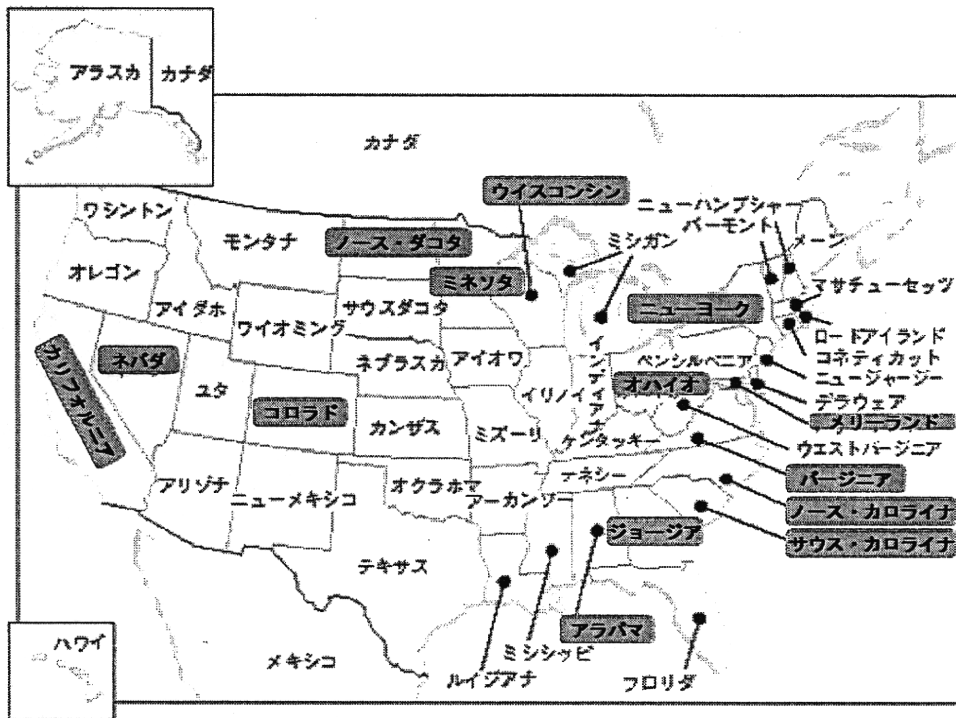 アラスカ
カナダ
カナダ
ワシントン
モンタナ
ノース・ダコタ
ウイスコンシン
ミネソタ
ミシガン
ニューハンプシャー
バーモント
メーン
オレゴン
アイダホ
ワイオミング
サウスダコタ
ネブラスカ
アイオワ
ニューヨーク
マサチューセッツ
ロードアイランド
コネティカット
ニュージャージー
デラウェア
メリーランド
ウエストバージニア
カリフォルニア
ネバダ
ユタ
コロラド
カンザス
ミズーリ
イリノイ
インディアナ
オハイオ
ペンシルベニア
ケンタッキー
テネシー
バージニア
ノース・カロライナ
サウス・カロライナ
アリゾナ
ニューメキシコ
オクラホマ
アーカンソー
テキサス
ジョージア
アラバマ
ミシシッピ
ルイジアナ
フロリダ
メキシコ
ハワイ